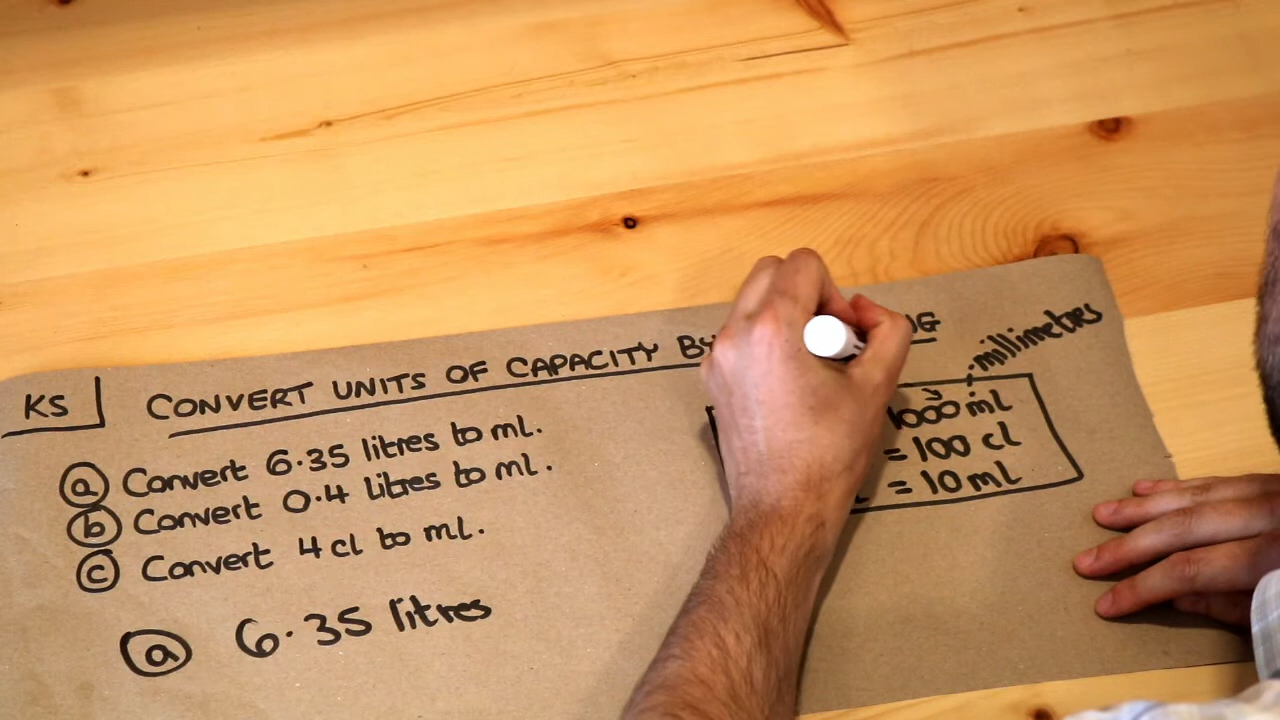 KS CONVERT UNITS OF CAPACITY BY
millimetres
a Convert 6.35 litres to ml.
b Convert 0.4 litres to ml.
c Convert 4 cl to ml.
1000 ml
= 100 cl
= 10 ml
a 6.35 litres